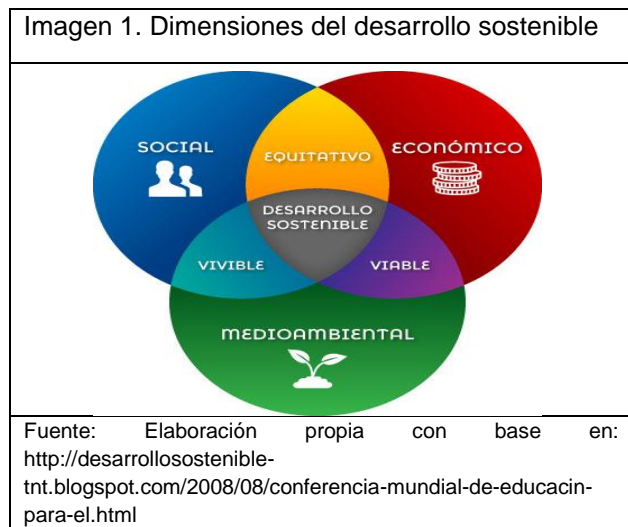 Imagen 1. Dimensiones del desarrollo sostenible
SOCIAL
EQUITATIVO
ECONÓMICO
DESARROLLO
SOSTENIBLE
VIVIBLE
VIABLE
MEDIOAMBIENTAL
Fuente: Elaboración propia con base en:
http://desarrollosostenible-
tnt.blogspot.com/2008/08/conferencia-mundial-de-educacin-
para-el.html